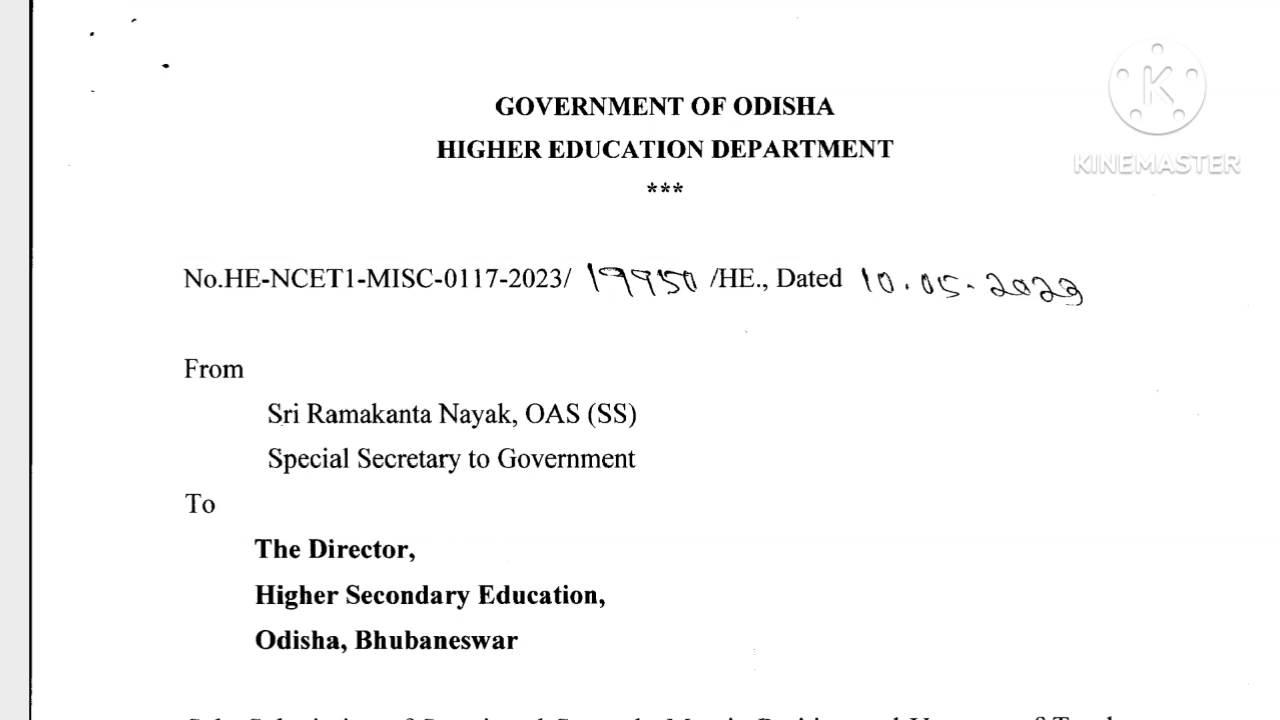 KINEMASTER
GOVERNMENT OF ODISHA
HIGHER EDUCATION DEPARTMENT
***
No.HE-NCET1-MISC-0117-2023/ 19950 /HE., Dated 10.05.2023
From
Sri Ramakanta Nayak, OAS (SS)
Special Secretary to Government
To
The Director,
Higher Secondary Education,
Odisha, Bhubaneswar